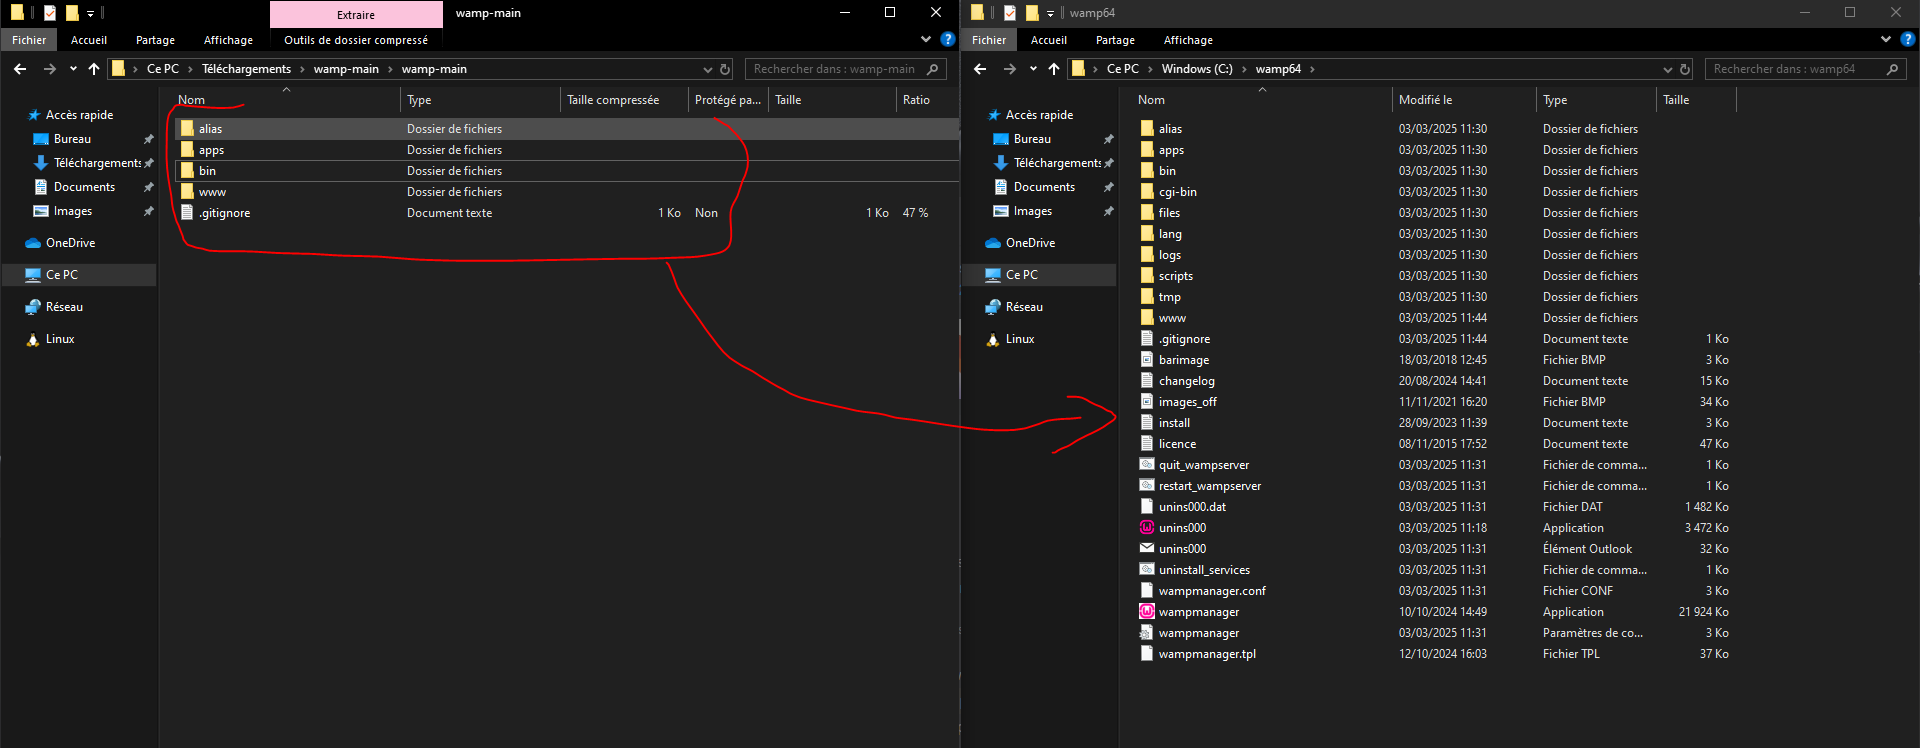 Extraire
wamp-main
Fichier Accueil Partage Affichage Outils de dossier compressé
Ce PC > Téléchargements > wamp-main > wamp-main
Rechercher dans : wamp-main
Accès rapide
Bureau
Téléchargements
Documents
Images
OneDrive
Ce PC
Réseau
Linux
Nom Type Taille compressée Protégé pa... Taille Ratio
alias Dossier de fichiers
apps Dossier de fichiers
bin Dossier de fichiers
www Dossier de fichiers
.gitignore Document texte 1 Ko Non 1 Ko 47 %
wamp64
Fichier Accueil Partage Affichage
Ce PC > Windows (C:) > wamp64 >
Rechercher dans : wamp64
Accès rapide
Bureau
Téléchargements
Documents
Images
OneDrive
Ce PC
Réseau
Linux
Nom Modifié le Type Taille
alias 03/03/2025 11:30 Dossier de fichiers
apps 03/03/2025 11:30 Dossier de fichiers
bin 03/03/2025 11:30 Dossier de fichiers
cgi-bin 03/03/2025 11:30 Dossier de fichiers
files 03/03/2025 11:30 Dossier de fichiers
lang 03/03/2025 11:30 Dossier de fichiers
logs 03/03/2025 11:30 Dossier de fichiers
scripts 03/03/2025 11:30 Dossier de fichiers
tmp 03/03/2025 11:30 Dossier de fichiers
www 03/03/2025 11:44 Dossier de fichiers
.gitignore 03/03/2025 11:44 Document texte 1 Ko
barimage 18/03/2018 12:45 Fichier BMP 3 Ko
changelog 20/08/2024 14:41 Document texte 15 Ko
images_off 11/11/2021 16:20 Fichier BMP 34 Ko
install 28/09/2023 11:39 Document texte 3 Ko
licence 08/11/2015 17:52 Document texte 47 Ko
quit_wampserver 03/03/2025 11:31 Fichier de comma... 1 Ko
restart_wampserver 03/03/2025 11:31 Fichier de comma... 1 Ko
unins000.dat 03/03/2025 11:31 Fichier DAT 1 482 Ko
unins000 03/03/2025 11:18 Application 3 472 Ko
unins000 03/03/2025 11:31 Élément Outlook 32 Ko
uninstall_services 03/03/2025 11:31 Fichier de comma... 1 Ko
wampmanager.conf 03/03/2025 11:31 Fichier CONF 3 Ko
wampmanager 10/10/2024 14:49 Application 21 924 Ko
wampmanager 03/03/2025 11:31 Paramètres de co... 3 Ko
wampmanager.tpl 12/10/2024 16:03 Fichier TPL 37 Ko